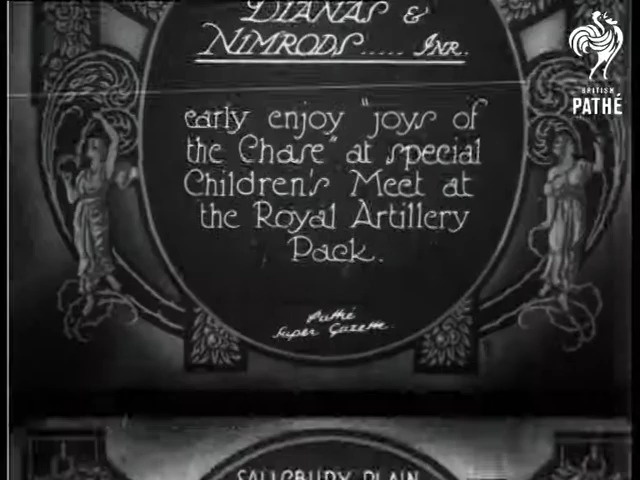 DIANAS &
NIMRODS..... JNR.
early enjoy "joys of
the Chase" at special
Children's Meet at
the Royal Artillery
Pack.
Pathé
Super Gazette.
SALISBURY PLAIN
BRITISH
PATHÉ